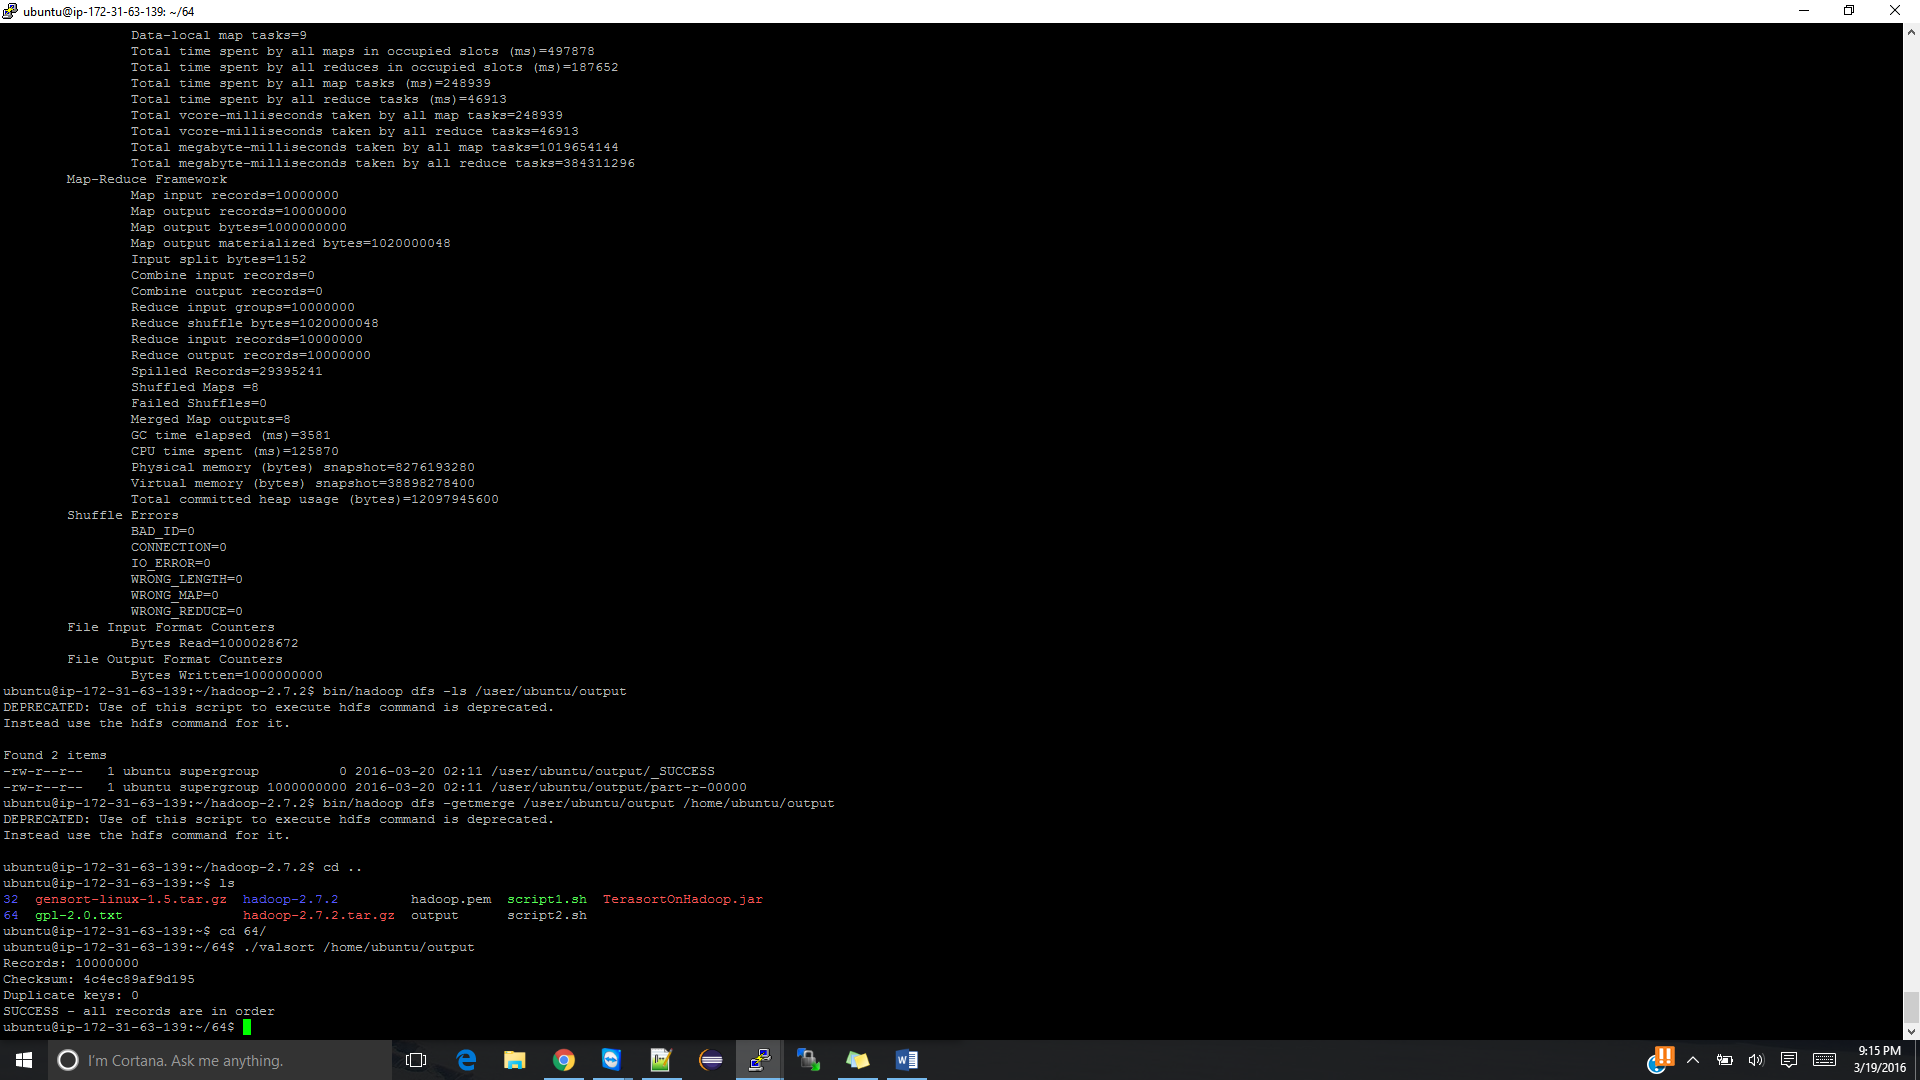 ubuntu@ip-172-31-63-139: ~/64
Data-local map tasks=9
Total time spent by all maps in occupied slots (ms)=497878
Total time spent by all reduces in occupied slots (ms)=187652
Total time spent by all map tasks (ms)=248939
Total time spent by all reduce tasks (ms)=46913
Total vcore-milliseconds taken by all map tasks=248939
Total vcore-milliseconds taken by all reduce tasks=46913
Total megabyte-milliseconds taken by all map tasks=1019654144
Total megabyte-milliseconds taken by all reduce tasks=384311296
Map-Reduce Framework
Map input records=10000000
Map output records=10000000
Map output bytes=1000000000
Map output materialized bytes=1020000048
Input split bytes=1152
Combine input records=0
Combine output records=0
Reduce input groups=10000000
Reduce shuffle bytes=1020000048
Reduce input records=10000000
Reduce output records=10000000
Spilled Records=29395241
Shuffled Maps =8
Failed Shuffles=0
Merged Map outputs=8
GC time elapsed (ms)=3581
CPU time spent (ms)=125870
Physical memory (bytes) snapshot=8276193280
Virtual memory (bytes) snapshot=38898278400
Total committed heap usage (bytes)=12097945600
Shuffle Errors
BAD_ID=0
CONNECTION=0
IO_ERROR=0
WRONG_LENGTH=0
WRONG_MAP=0
WRONG_REDUCE=0
File Input Format Counters
Bytes Read=1000028672
File Output Format Counters
Bytes Written=1000000000
ubuntu@ip-172-31-63-139:~/hadoop-2.7.2$ bin/hadoop dfs -ls /user/ubuntu/output
DEPRECATED: Use of this script to execute hdfs command is deprecated.
Instead use the hdfs command for it.
Found 2 items
-rw-r--r--   1 ubuntu supergroup          0 2016-03-20 02:11 /user/ubuntu/output/_SUCCESS
-rw-r--r--   1 ubuntu supergroup 1000000000 2016-03-20 02:11 /user/ubuntu/output/part-r-00000
ubuntu@ip-172-31-63-139:~/hadoop-2.7.2$ bin/hadoop dfs -getmerge /user/ubuntu/output /home/ubuntu/output
DEPRECATED: Use of this script to execute hdfs command is deprecated.
Instead use the hdfs command for it.
ubuntu@ip-172-31-63-139:~/hadoop-2.7.2$ cd ..
ubuntu@ip-172-31-63-139:~$ ls
32  gensort-linux-1.5.tar.gz  hadoop-2.7.2         hadoop.pem  script1.sh  TerasortOnHadoop.jar
64  gpl-2.0.txt               hadoop-2.7.2.tar.gz  output      script2.sh
ubuntu@ip-172-31-63-139:~$ cd 64/
ubuntu@ip-172-31-63-139:~/64$ ./valsort /home/ubuntu/output
Records: 10000000
Checksum: 4c4ec89af9d195
Duplicate keys: 0
SUCCESS - all records are in order
ubuntu@ip-172-31-63-139:~/64$
I'm Cortana. Ask me anything.
9:15 PM
3/19/2016